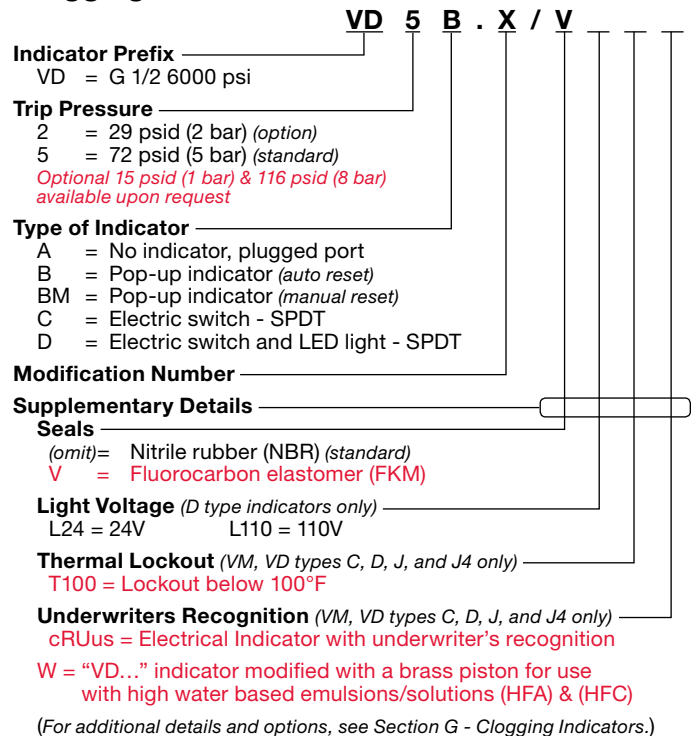 VD 5 B . X / V _ _ _
Indicator Prefix
VD = G 1/2 6000 psi
Trip Pressure
2 = 29 psid (2 bar) (option)
5 = 72 psid (5 bar) (standard)
Optional 15 psid (1 bar) & 116 psid (8 bar)
available upon request
Type of Indicator
A = No indicator, plugged port
B = Pop-up indicator (auto reset)
BM = Pop-up indicator (manual reset)
C = Electric switch - SPDT
D = Electric switch and LED light - SPDT
Modification Number
Supplementary Details
Seals
(omit)= Nitrile rubber (NBR) (standard)
V = Fluorocarbon elastomer (FKM)
Light Voltage (D type indicators only)
L24 = 24V L110 = 110V
Thermal Lockout (VM, VD types C, D, J, and J4 only)
T100 = Lockout below 100°F
Underwriters Recognition (VM, VD types C, D, J, and J4 only)
cRUus = Electrical Indicator with underwriter's recognition
W = “VD…” indicator modified with a brass piston for use
with high water based emulsions/solutions (HFA) & (HFC)
(For additional details and options, see Section G - Clogging Indicators.)